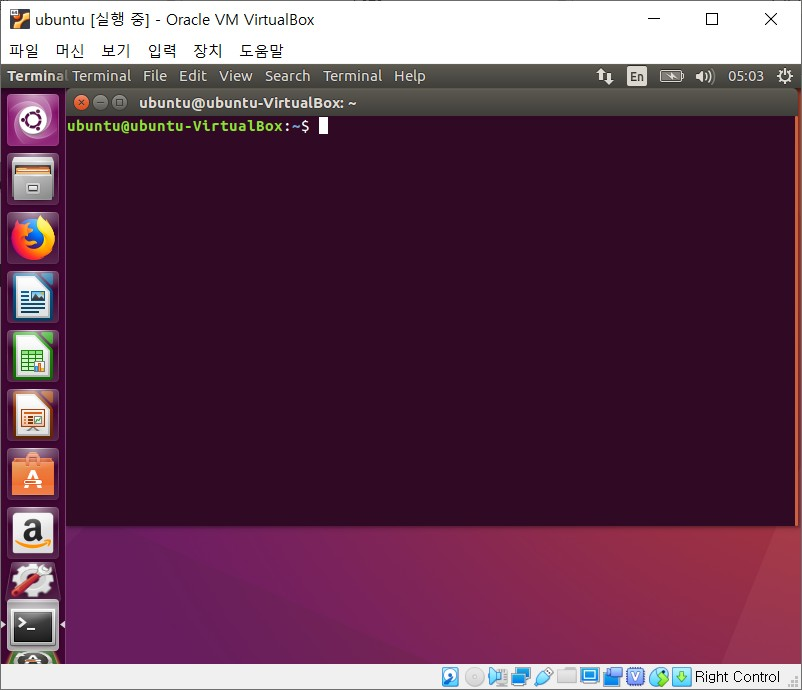 ubuntu [실행 중] - Oracle VM VirtualBox
파일 머신 보기 입력 장치 도움말
Terminal Terminal File Edit View Search Terminal Help En 05:03
ubuntu@ubuntu-VirtualBox: ~
ubuntu@ubuntu-VirtualBox:~$
Right Control